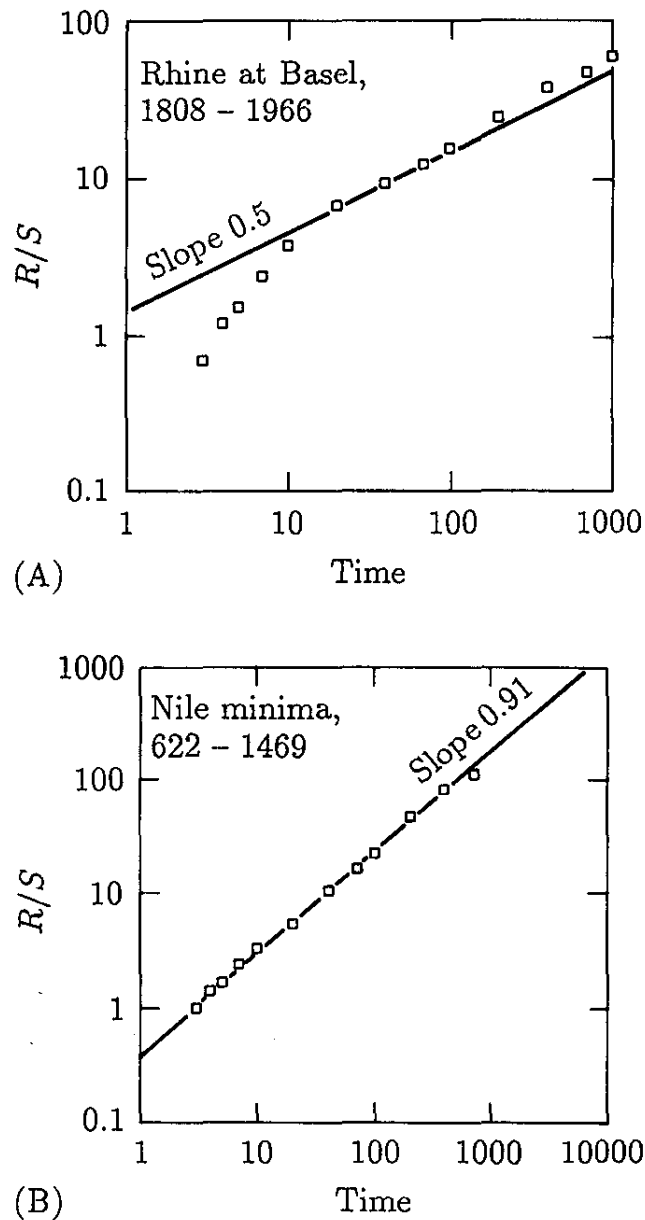 100
Rhine at Basel,
1808 – 1966
10
R/S
Slope 0.5
1
0.1
1 10 100 1000
(A) Time
1000
Nile minima,
622 – 1469
Slope 0.91
100
R/S
10
1
0.1
1 10 100 1000 10000
(B) Time